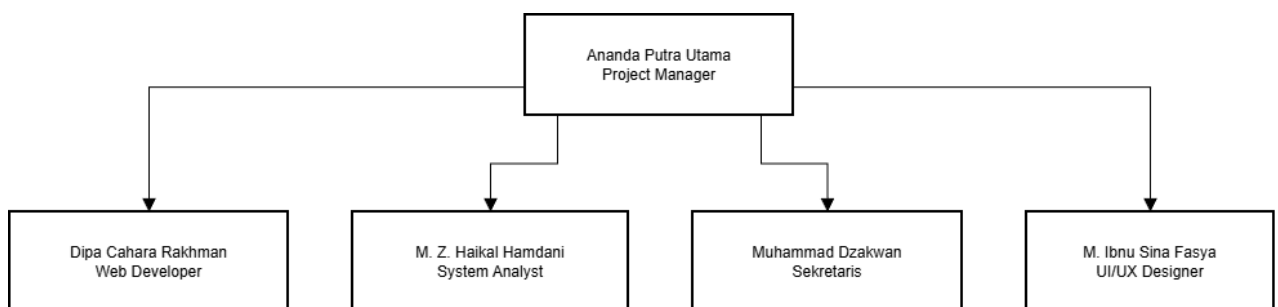 Ananda Putra Utama
Project Manager
Dipa Cahara Rakhman
Web Developer
M. Z. Haikal Hamdani
System Analyst
Muhammad Dzakwan
Sekretaris
M. Ibnu Sina Fasya
UI/UX Designer